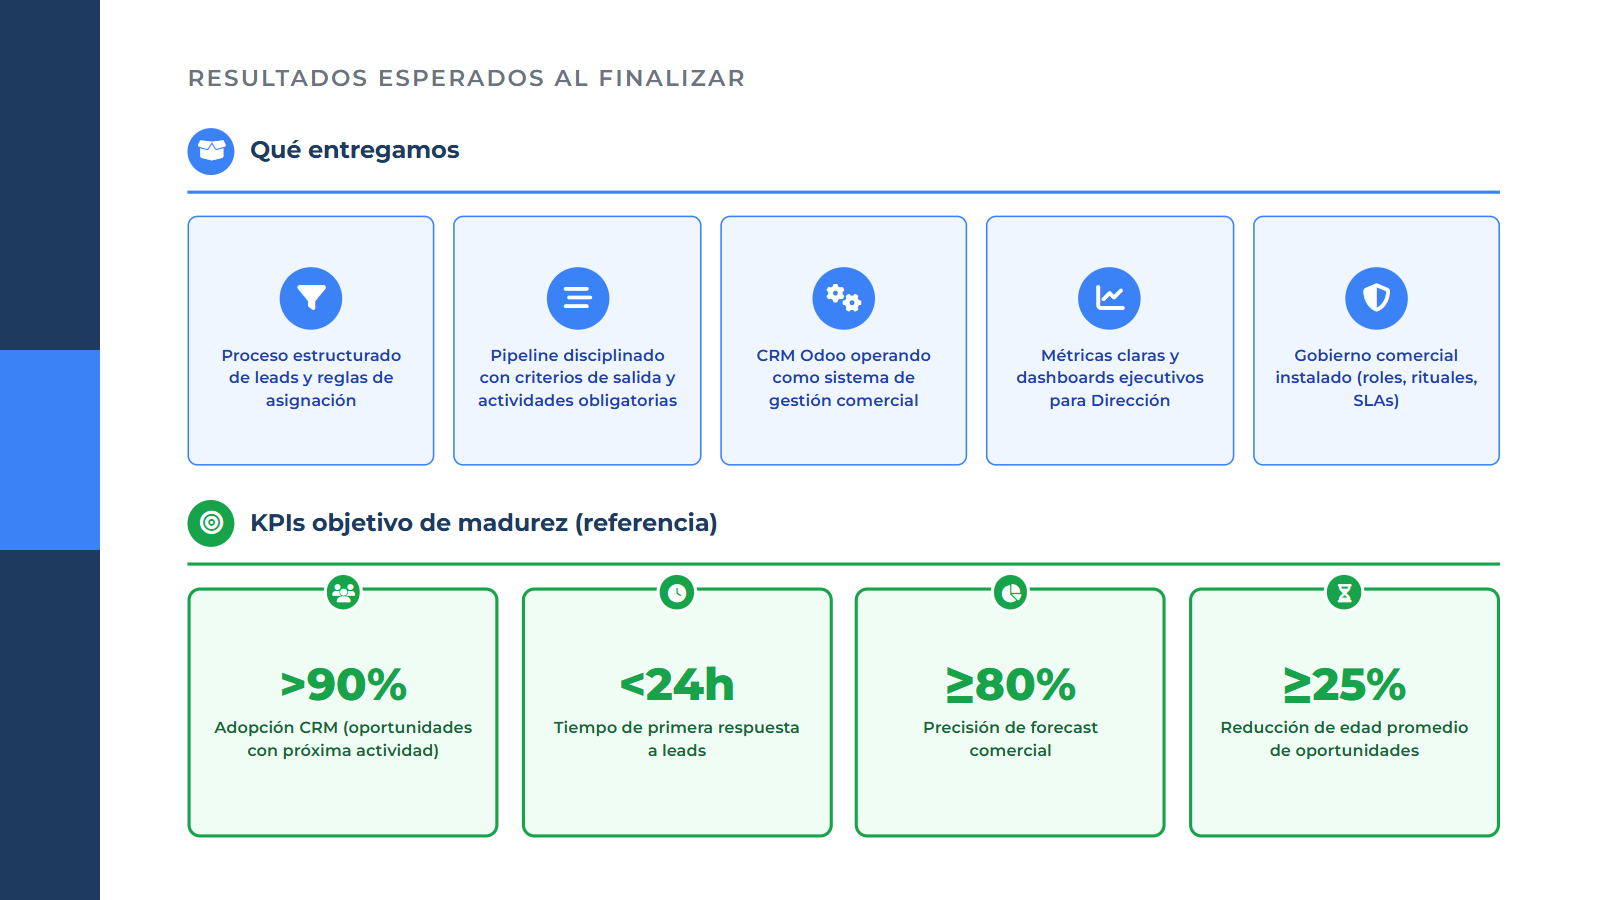 RESULTADOS ESPERADOS AL FINALIZAR
Qué entregamos
Proceso estructurado
de leads y reglas de
asignación
Pipeline disciplinado
con criterios de salida y
actividades obligatorias
CRM Odoo operando
como sistema de
gestión comercial
Métricas claras y
dashboards ejecutivos
para Dirección
Gobierno comercial
instalado (roles, rituales,
SLAs)
KPIs objetivo de madurez (referencia)
>90%
Adopción CRM (oportunidades
con próxima actividad)
<24h
Tiempo de primera respuesta
a leads
≥80%
Precisión de forecast
comercial
≥25%
Reducción de edad promedio
de oportunidades